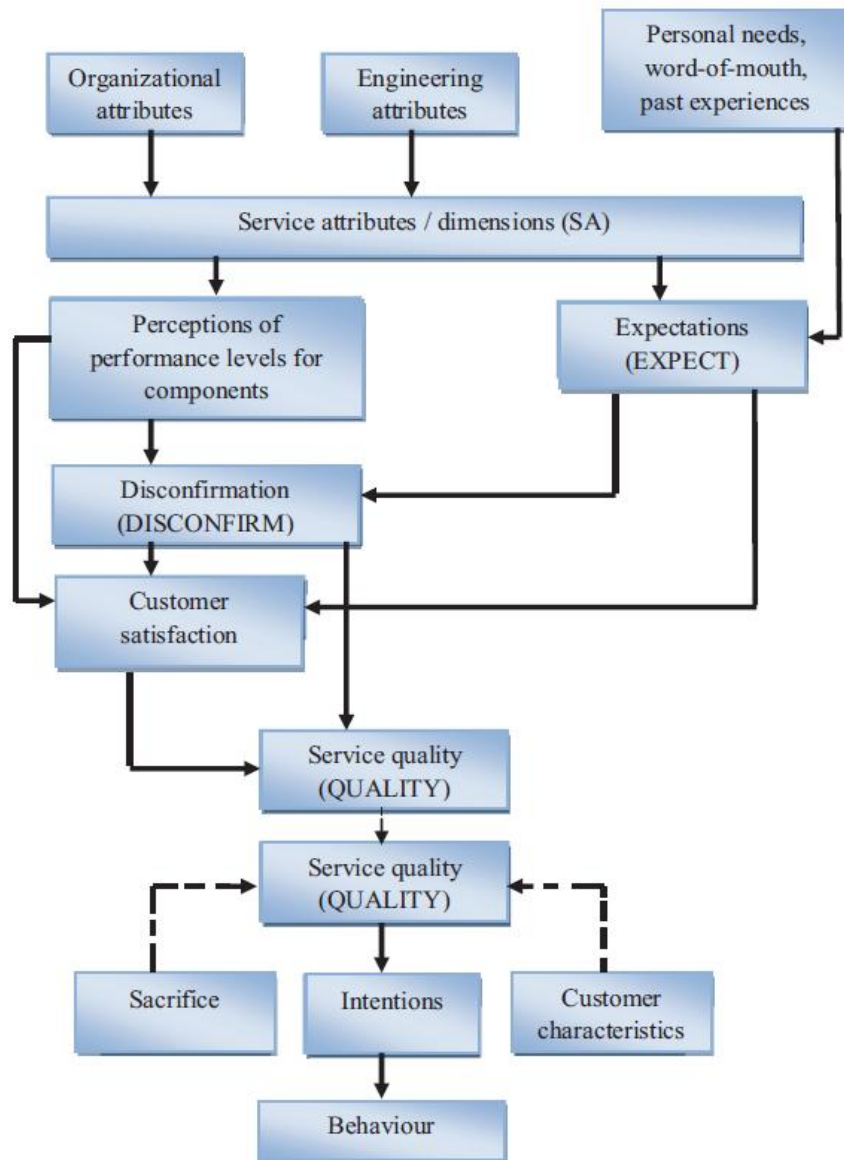 Organizational
attributes
Engineering
attributes
Personal needs,
word-of-mouth,
past experiences
Service attributes / dimensions (SA)
Perceptions of
performance levels for
components
Expectations
(EXPECT)
Disconfirmation
(DISCONFIRM)
Customer
satisfaction
Service quality
(QUALITY)
Service quality
(QUALITY)
Sacrifice
Intentions
Customer
characteristics
Behaviour